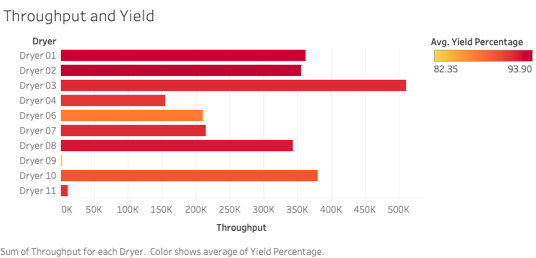 Throughput and Yield
Dryer
Avg. Yield Percentage
82.35 93.90
Dryer 01
Dryer 02
Dryer 03
Dryer 04
Dryer 06
Dryer 07
Dryer 08
Dryer 09
Dryer 10
Dryer 11
0K 50K 100K 150K 200K 250K 300K 350K 400K 450K 500K
Throughput
Sum of Throughput for each Dryer. Color shows average of Yield Percentage.